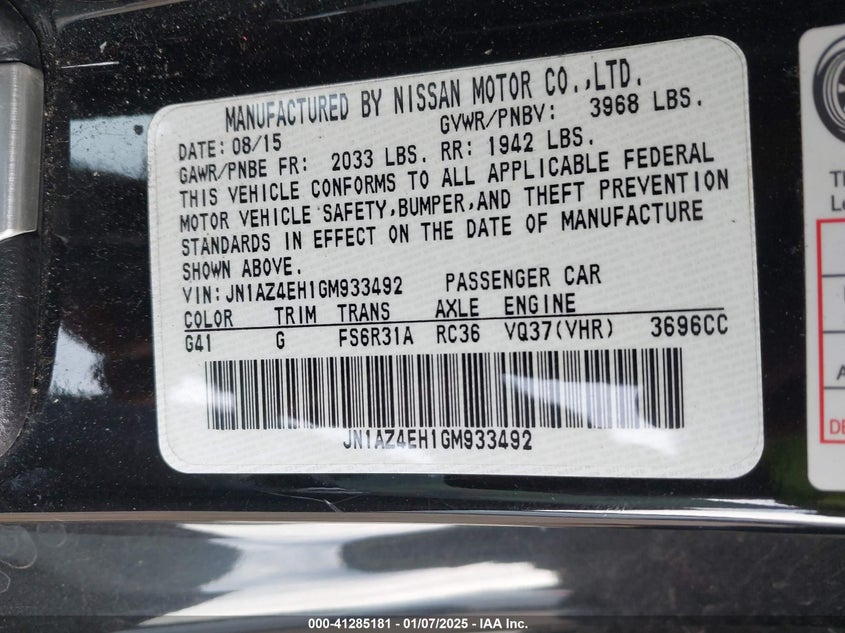 MANUFACTURED BY NISSAN MOTOR CO.,LTD.
DATE: 08/15 GVWR/PNBV: 3968 LBS.
GAWR/PNBE FR: 2033 LBS. RR: 1942 LBS.
THIS VEHICLE CONFORMS TO ALL APPLICABLE FEDERAL
MOTOR VEHICLE SAFETY,BUMPER,AND THEFT PREVENTION
STANDARDS IN EFFECT ON THE DATE OF MANUFACTURE
SHOWN ABOVE.
VIN:JN1AZ4EH1GM933492 PASSENGER CAR
COLOR TRIM TRANS AXLE ENGINE
G41 G FS6R31A RC36 VQ37(VHR) 3696CC
JN1AZ4EH1GM933492
000-41285181 - 01/07/2025 - IAA Inc.